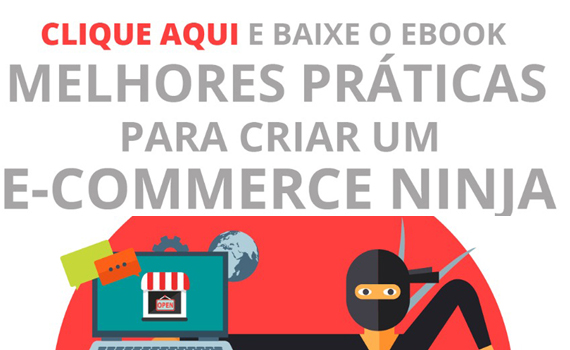 CLIQUE AQUI E BAIXE O EBOOK
MELHORES PRÁTICAS
PARA CRIAR UM
E-COMMERCE NINJA
OPEN